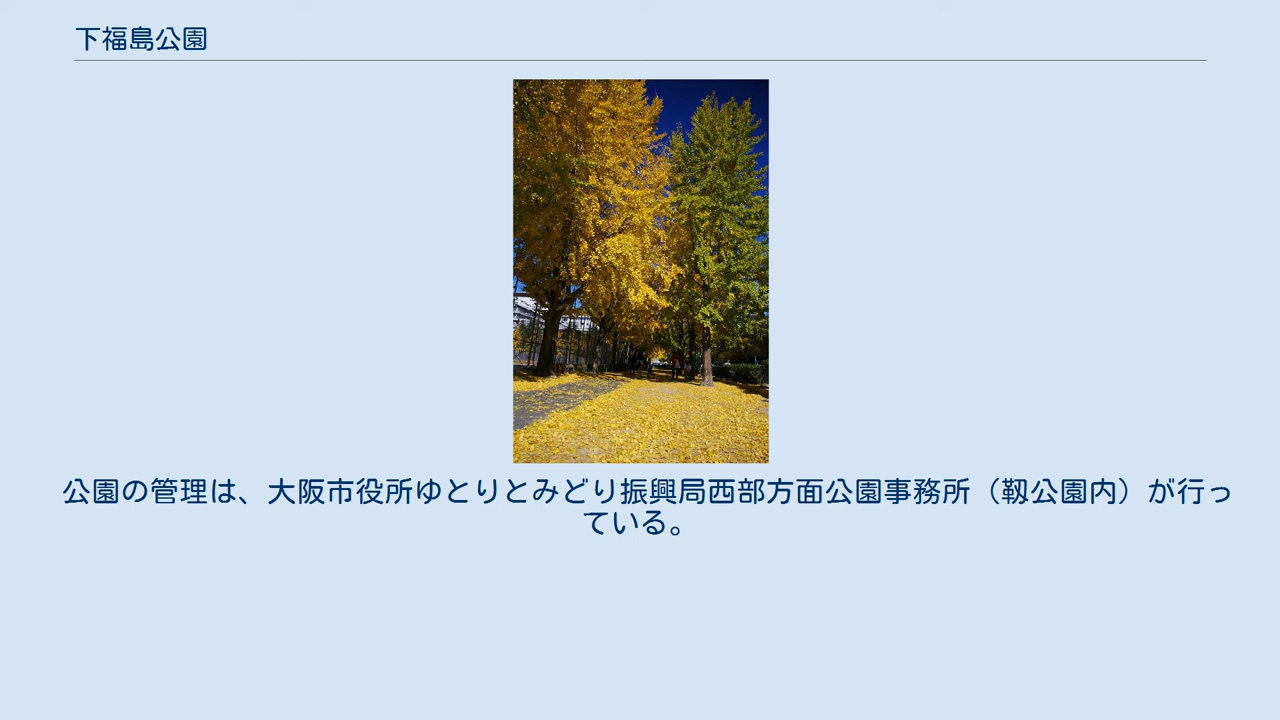 下福島公園
公園の管理は、大阪市役所ゆとりとみどり振興局西部方面公園事務所（靱公園内）が行っ
ている。